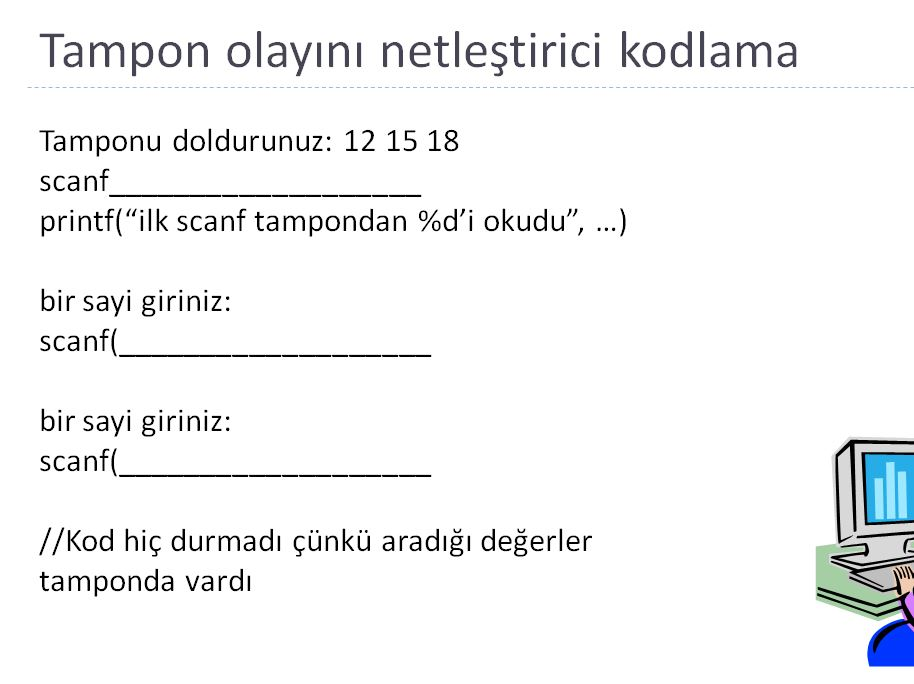 Tampon olayını netleştirici kodlama
Tamponu doldurunuz: 12 15 18
scanf___________________
printf(“ilk scanf tampondan %d’i okudu”, …)
bir sayi giriniz:
scanf(___________________
bir sayi giriniz:
scanf(___________________
//Kod hiç durmadı çünkü aradığı değerler
tamponda vardı